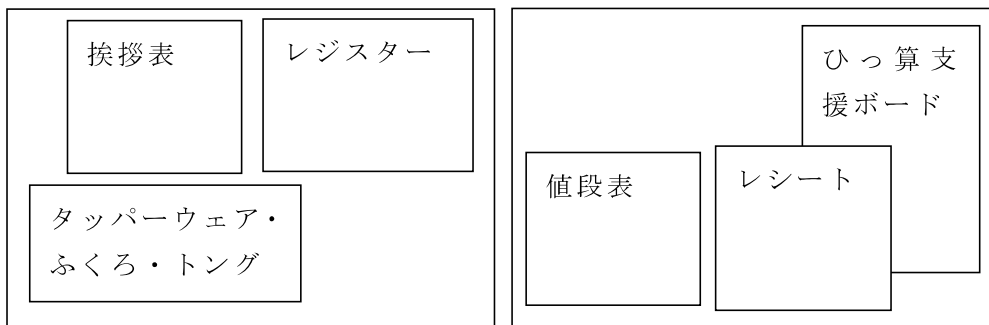 挨拶表
レジスター
タッパーウェア・
ふくろ・トング
ひっ算支
援ボード
値段表
レシート